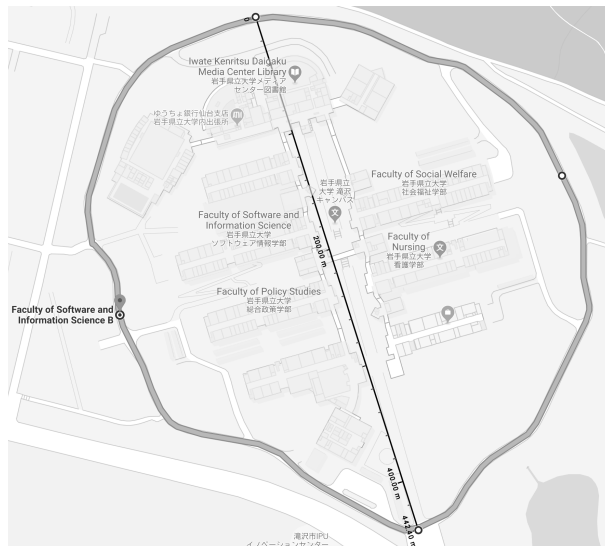 0
Iwate Kenritsu Daigaku
Media Center Library
岩手県立大学メディア
センター図書館
ゆうちょ銀行仙台支店
岩手県立大学内出張所
岩手県立
大学 滝沢
キャンパス
Faculty of Social Welfare
岩手県立大学
社会福祉学部
Faculty of Software and
Information Science
岩手県立大学
ソフトウェア情報学部
200.00 m
Faculty of
Nursing
岩手県立大学
看護学部
Faculty of Policy Studies
岩手県立大学
総合政策学部
Faculty of Software and
Information Science B
400.00 m
442.40 m
滝沢市IPU
イノベーションセンター